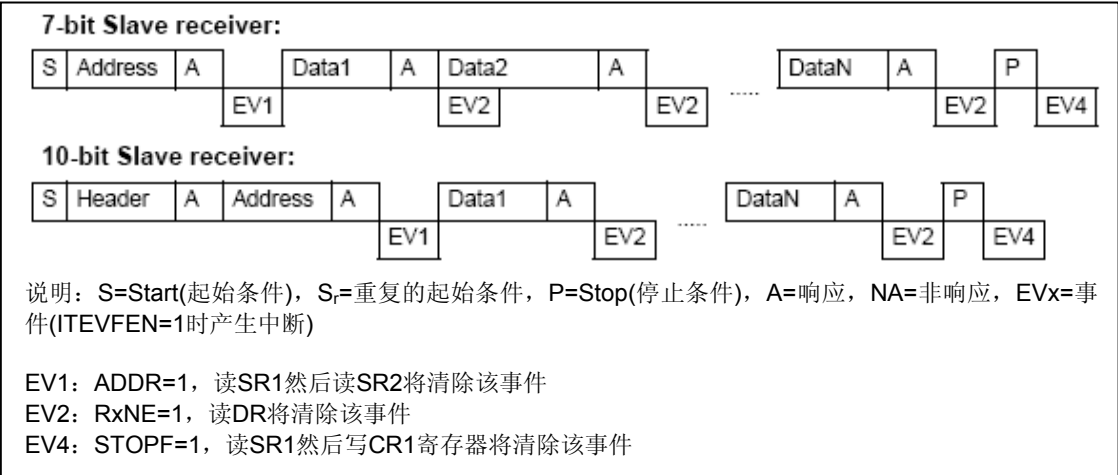 7-bit Slave receiver:
S Address A Data1 A Data2 A ..... DataN A P
EV1 EV2 EV2 EV2 EV4
10-bit Slave receiver:
S Header A Address A Data1 A ..... DataN A P
EV1 EV2 EV2 EV4
说明：S=Start(起始条件)，Sr=重复的起始条件，P=Stop(停止条件)，A=响应，NA=非响应，EVx=事
件(ITEVFEN=1时产生中断)
EV1：ADDR=1，读SR1然后读SR2将清除该事件
EV2：RxNE=1，读DR将清除该事件
EV4：STOPF=1，读SR1然后写CR1寄存器将清除该事件